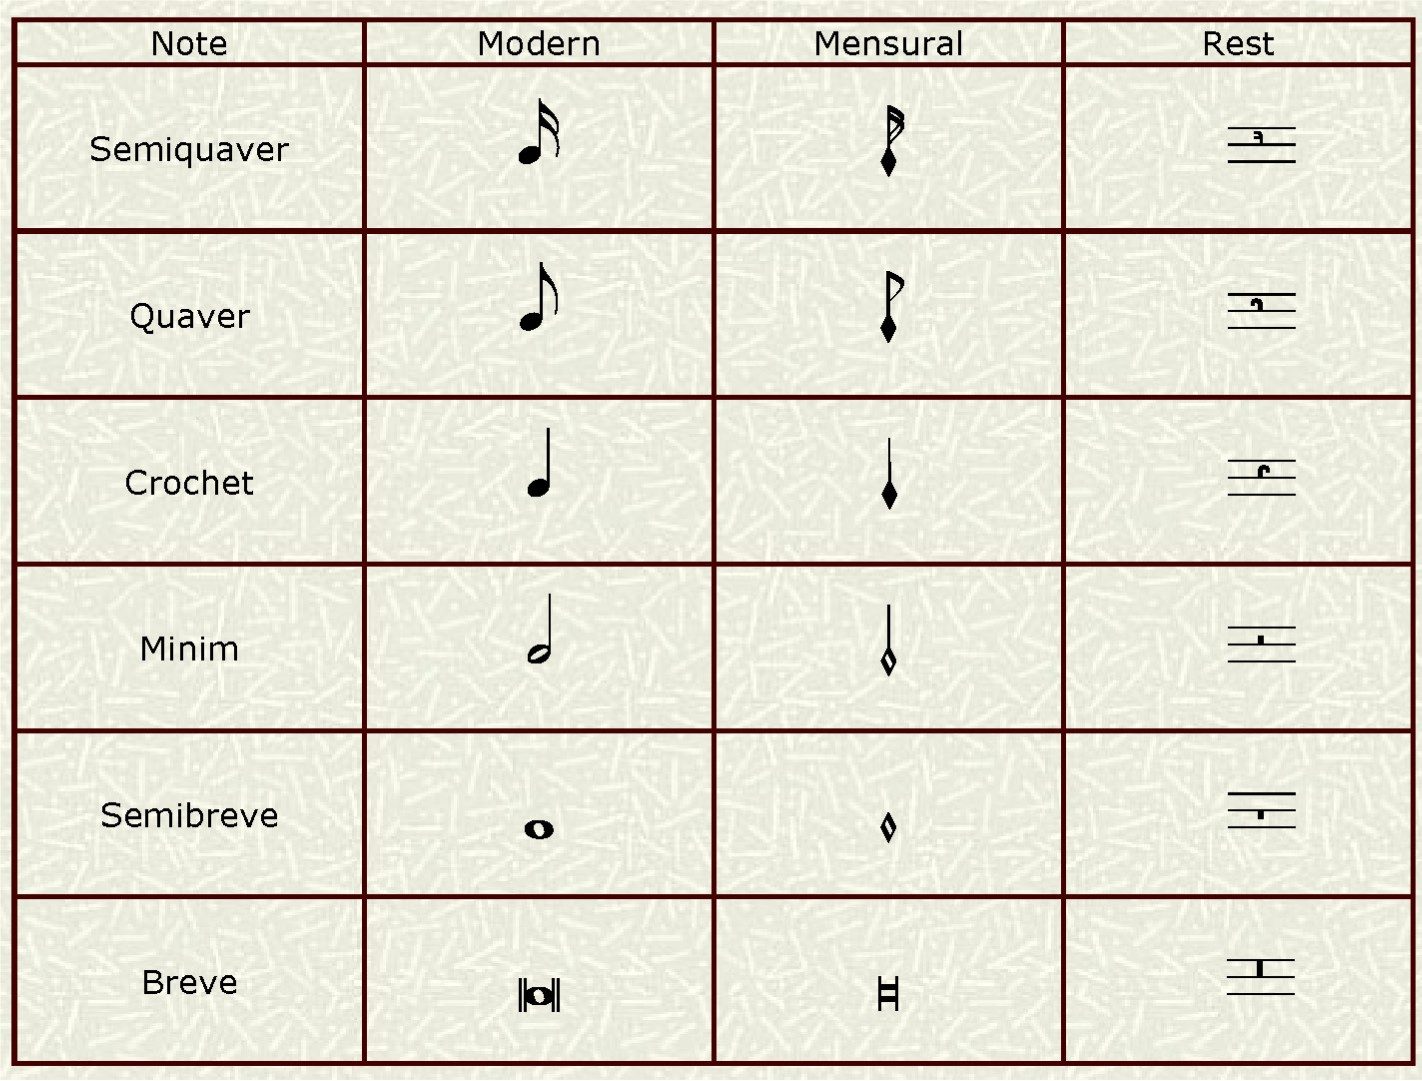 Note Modern Mensural Rest
Semiquaver
Quaver
Crochet
Minim
Semibreve
Breve